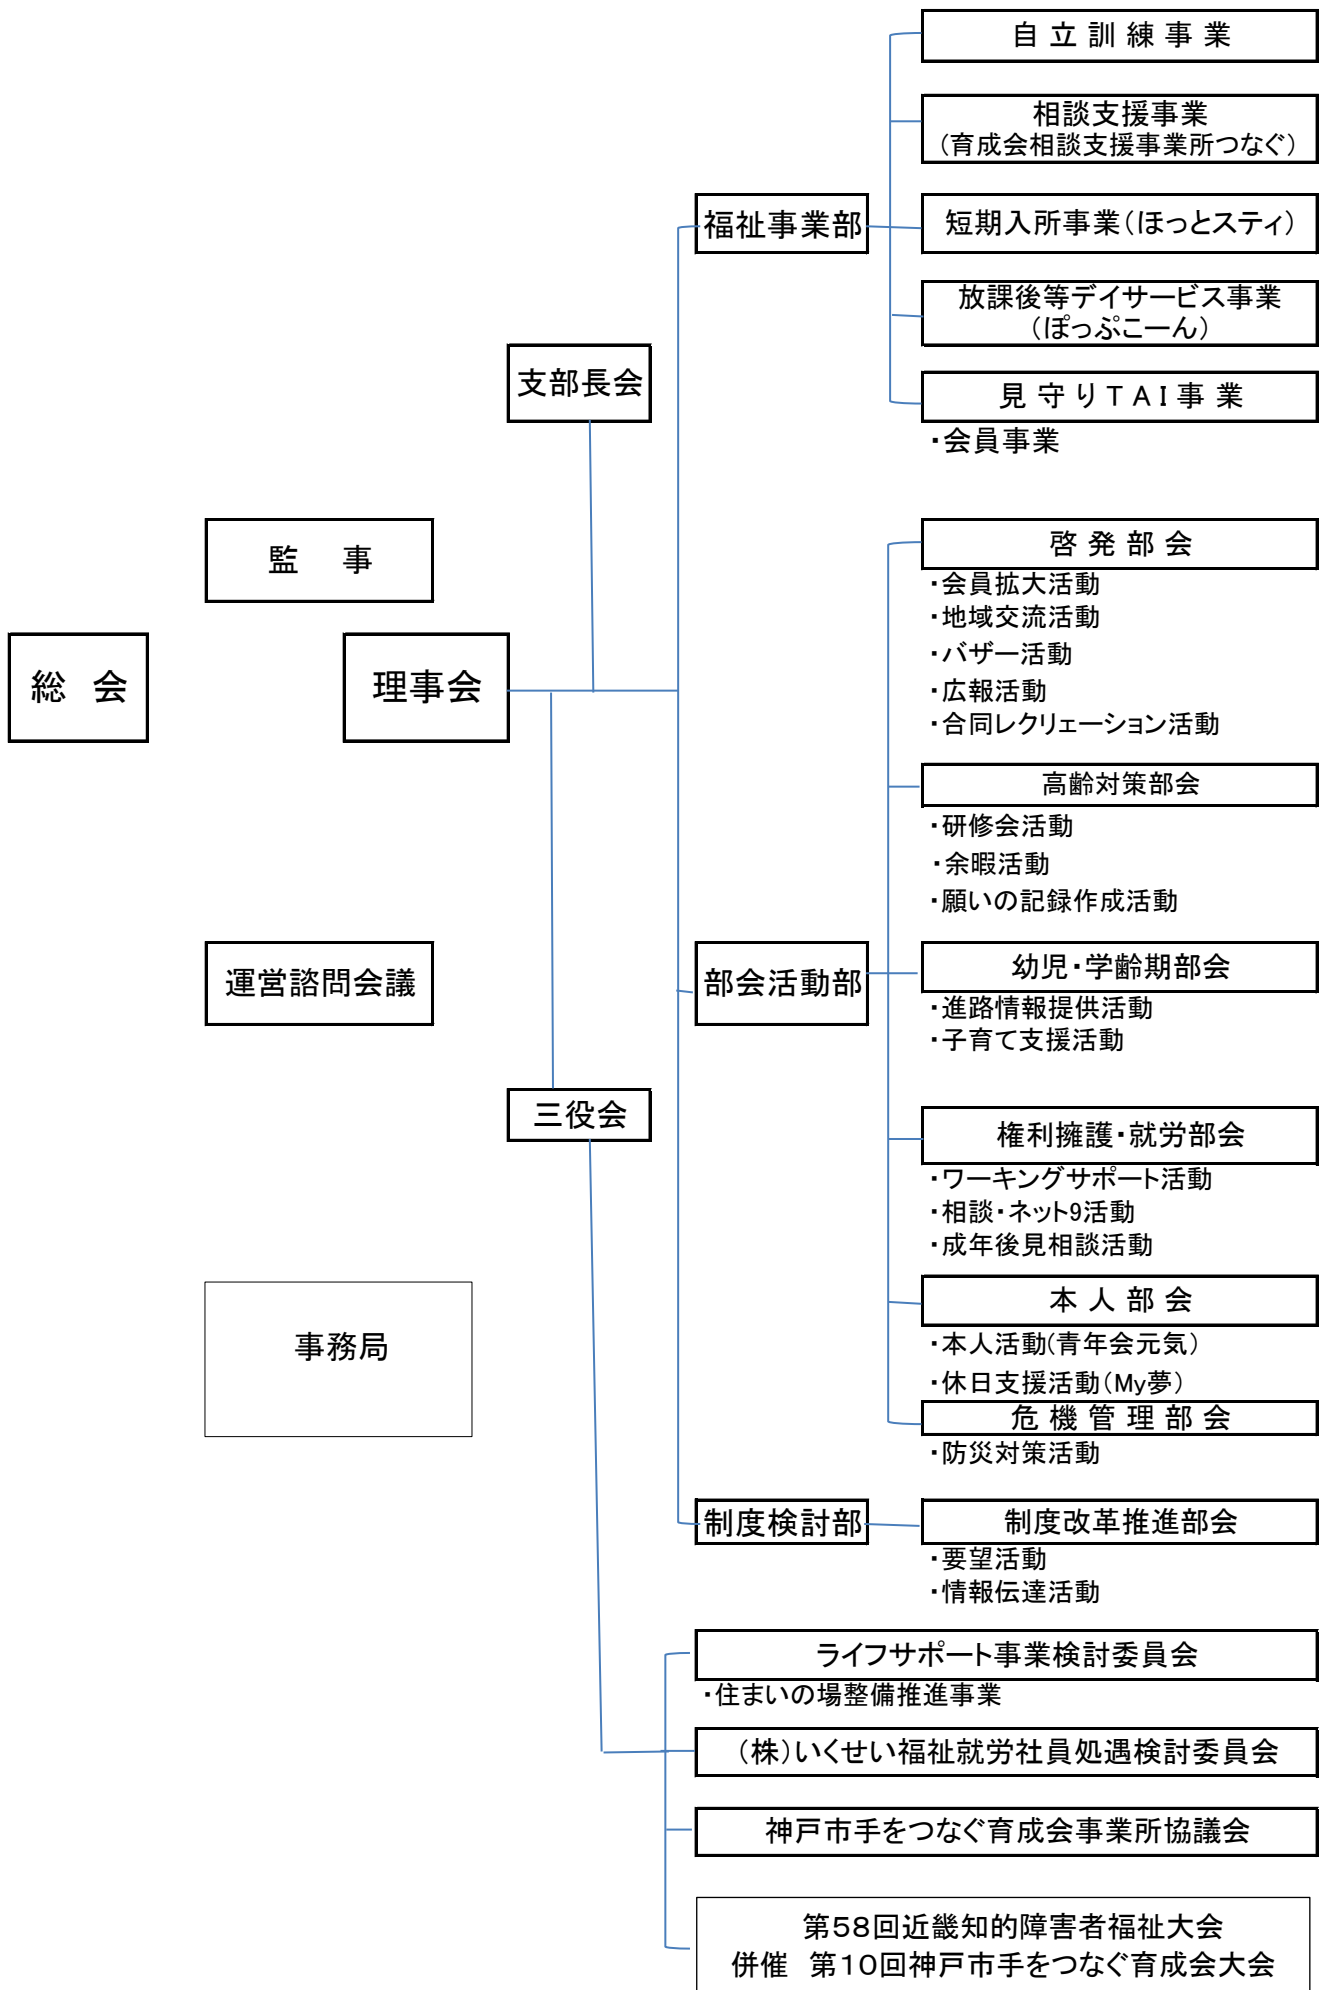 総 会
監 事
理事会
運営諮問会議
事務局
支部長会
三役会
福祉事業部
自 立 訓 練 事 業
相談支援事業
(育成会相談支援事業所つなぐ)
短期入所事業(ほっとスティ)
放課後等デイサービス事業
(ぽっぷこーん)
見 守 り T A I 事 業
・会員事業
部会活動部
啓 発 部 会
・会員拡大活動
・地域交流活動
・バザー活動
・広報活動
・合同レクリェーション活動
高齢対策部会
・研修会活動
・余暇活動
・願いの記録作成活動
幼児・学齢期部会
・進路情報提供活動
・子育て支援活動
権利擁護・就労部会
・ワーキングサポート活動
・相談・ネット9活動
・成年後見相談活動
本 人 部 会
・本人活動(青年会元気)
・休日支援活動(My夢)
危 機 管 理 部 会
・防災対策活動
制度検討部
制度改革推進部会
・要望活動
・情報伝達活動
ライフサポート事業検討委員会
・住まいの場整備推進事業
(株)いくせい福祉就労社員処遇検討委員会
神戸市手をつなぐ育成会事業所協議会
第58回近畿知的障害者福祉大会
併催 第10回神戸市手をつなぐ育成会大会